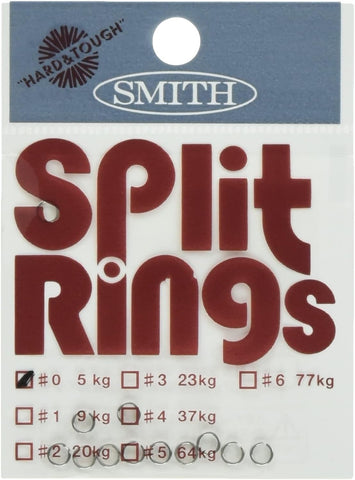 "HARD&TOUGH"
SMITH
Split
Rings
#0 5kg #3 23kg #6 77kg
#1 9kg #4 37kg
#2 20kg #5 64kg